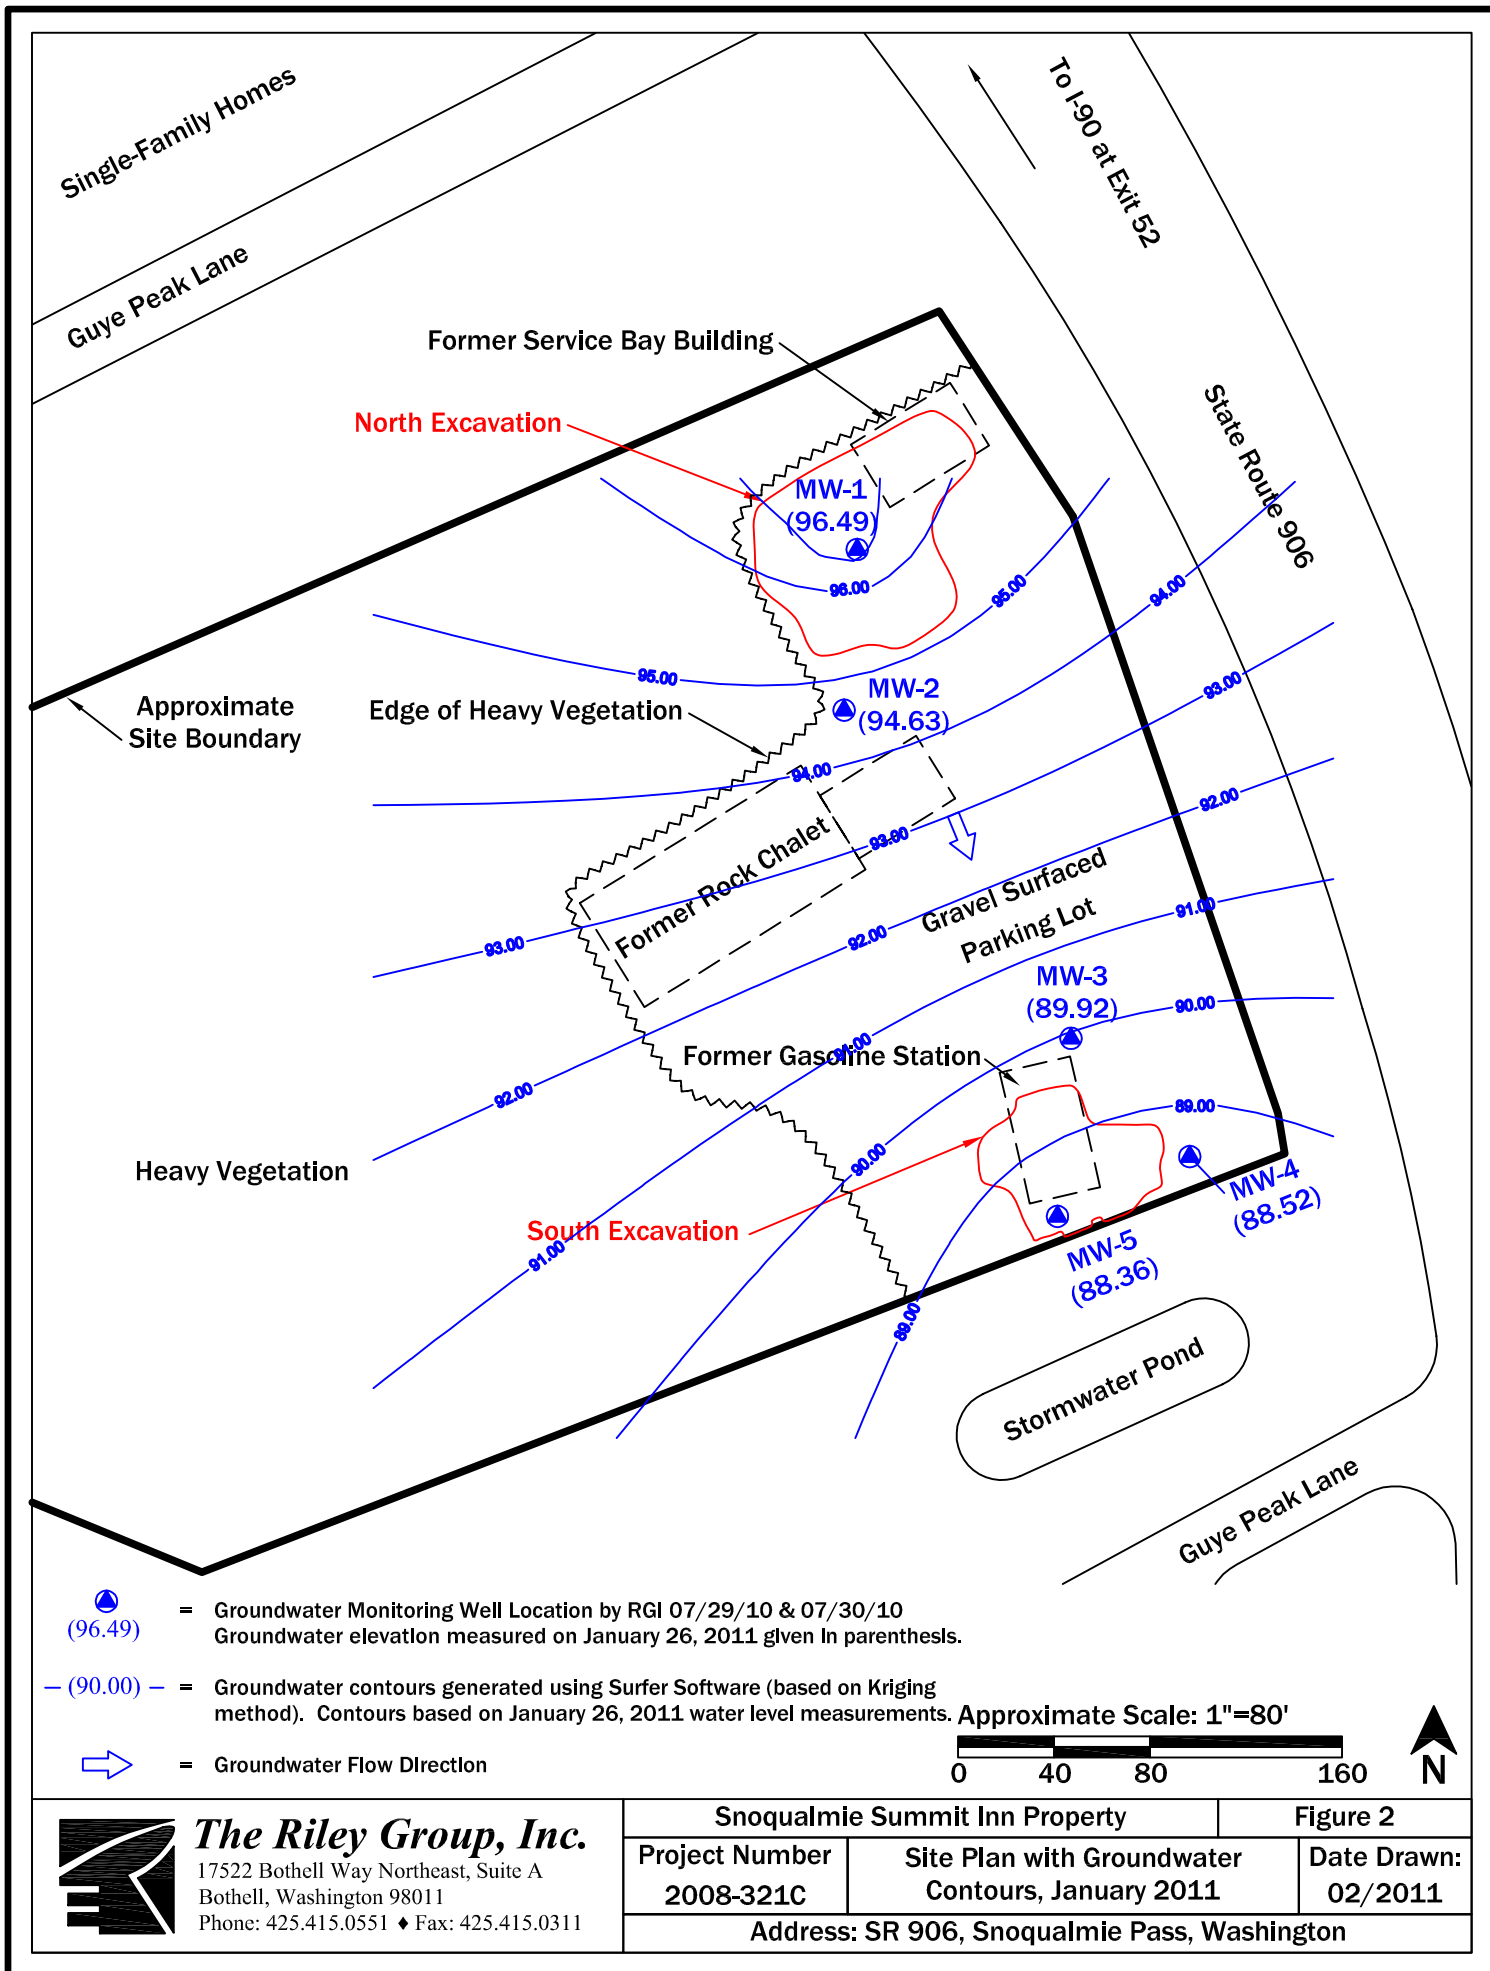 Single-Family Homes
Guye Peak Lane
To I-90 at Exit 52
State Route 906
Former Service Bay Building
North Excavation
MW-1
(96.49)
96.00
95.00
95.00
94.00
93.00
Approximate
Site Boundary
Edge of Heavy Vegetation
MW-2
(94.63)
94.00
93.00
92.00
Former Rock Chalet
Gravel Surfaced
Parking Lot
93.00
92.00
91.00
MW-3
(89.92)
90.00
91.00
Former Gasoline Station
92.00
89.00
90.00
Heavy Vegetation
MW-4
(88.52)
South Excavation
91.00
MW-5
(88.36)
89.00
Stormwater Pond
Guye Peak Lane
(96.49)
= Groundwater Monitoring Well Location by RGI 07/29/10 & 07/30/10
Groundwater elevation measured on January 26, 2011 given in parenthesis.
– (90.00) – = Groundwater contours generated using Surfer Software (based on Kriging
method). Contours based on January 26, 2011 water level measurements.
= Groundwater Flow Direction
Approximate Scale: 1"=80'
0 40 80 160
N
The Riley Group, Inc.
17522 Bothell Way Northeast, Suite A
Bothell, Washington 98011
Phone: 425.415.0551 ♦ Fax: 425.415.0311
Snoqualmie Summit Inn Property
Figure 2
Project Number
2008-321C
Site Plan with Groundwater
Contours, January 2011
Date Drawn:
02/2011
Address: SR 906, Snoqualmie Pass, Washington